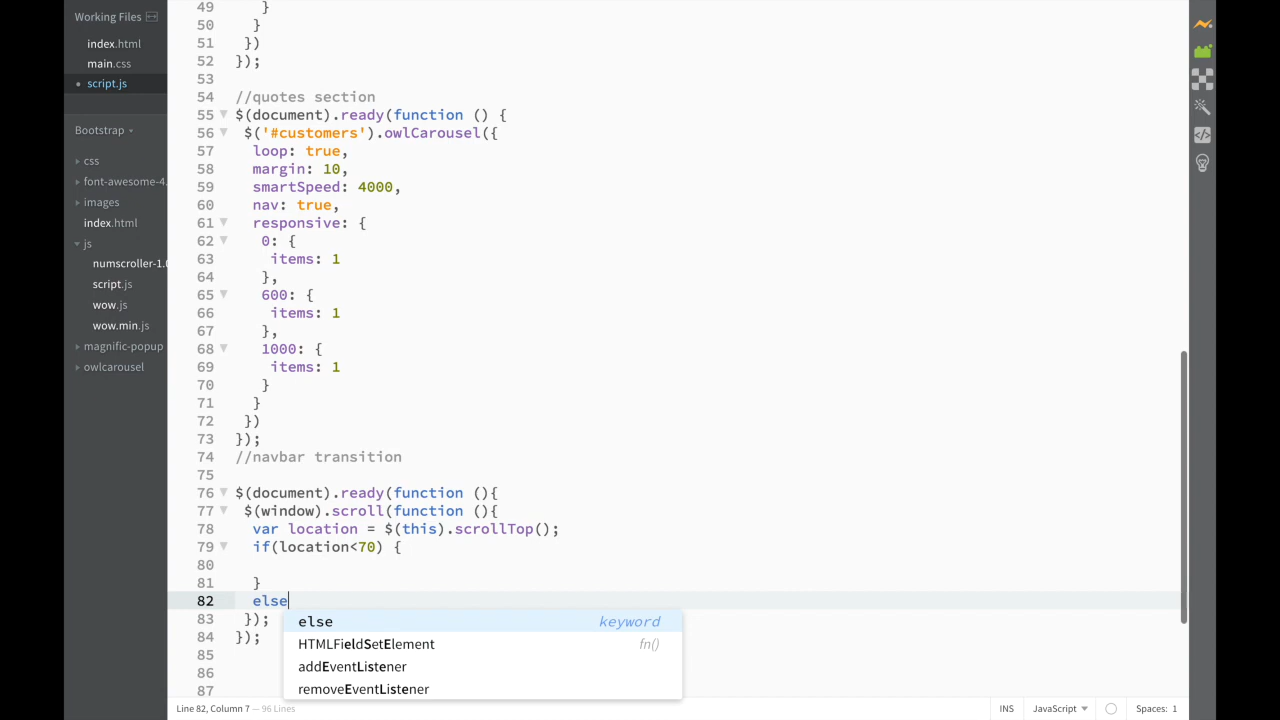 Working Files
index.html
main.css
script.js
Bootstrap
css
font-awesome-4.
images
index.html
js
numscroller-1.0
script.js
wow.js
wow.min.js
magnific-popup
owlcarousel
49 }
50 }
51 })
52 });
53
54 //quotes section
55 $(document).ready(function () {
56 $('#customers').owlCarousel({
57 loop: true,
58 margin: 10,
59 smartSpeed: 4000,
60 nav: true,
61 responsive: {
62 0: {
63 items: 1
64 },
65 600: {
66 items: 1
67 },
68 1000: {
69 items: 1
70 }
71 }
72 })
73 });
74 //navbar transition
75
76 $(document).ready(function (){
77 $(window).scroll(function (){
78 var location = $(this).scrollTop();
79 if(location<70) {
80
81 }
82 else
83 });
84 });
85
86
87
else keyword
HTMLFieldSetElement fn()
addEventListener
removeEventListener
Line 82, Column 7 — 96 Lines
INS
JavaScript
Spaces: 1